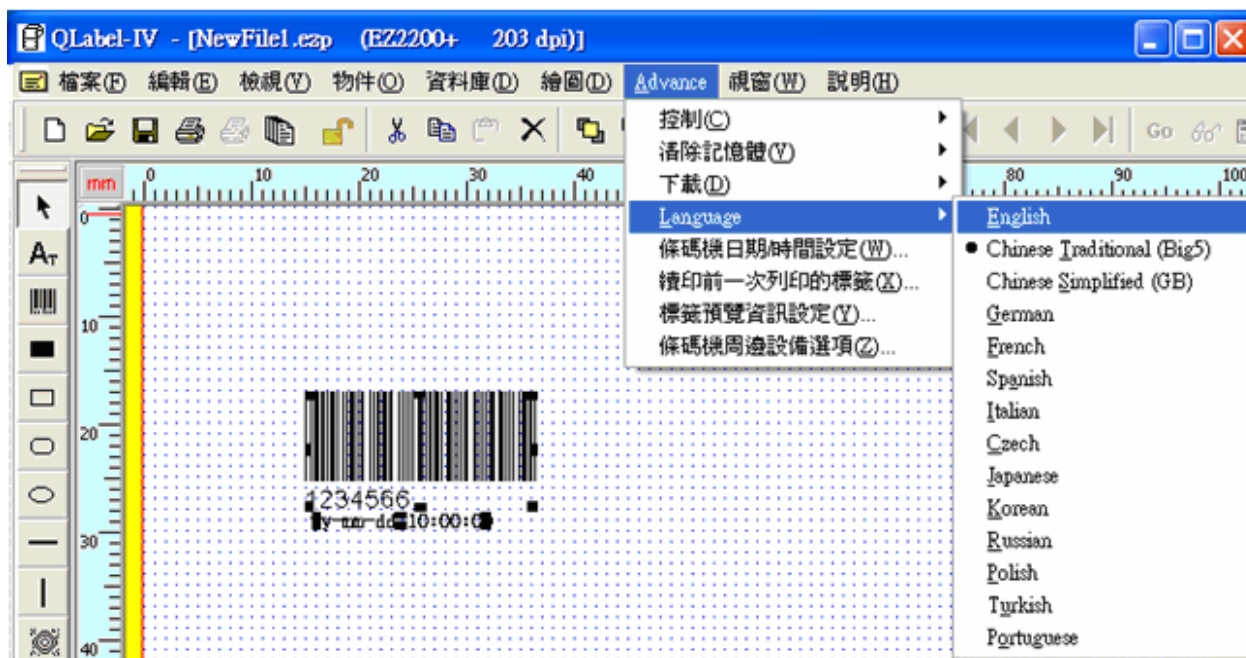 QLabel-IV - [NewFile1.ezp (EZ2200+ 203 dpi)]
檔案(F) 編輯(E) 檢視(V) 物件(O) 資料庫(D) 繪圖(D) Advance 視窗(W) 說明(H)
Go
控制(C)
清除記憶體(V)
下載(D)
Language
條碼機日期/時間設定(W)...
續印前一次列印的標籤(X)...
標籤預覽資訊設定(Y)...
條碼機周邊設備選項(Z)...
English
Chinese Traditional (Big5)
Chinese Simplified (GB)
German
French
Spanish
Italian
Czech
Japanese
Korean
Russian
Polish
Turkish
Portuguese
mm 0 10 20 30 40 80 90 100
0
10
20
30
40
A T
1234566
10:00:0